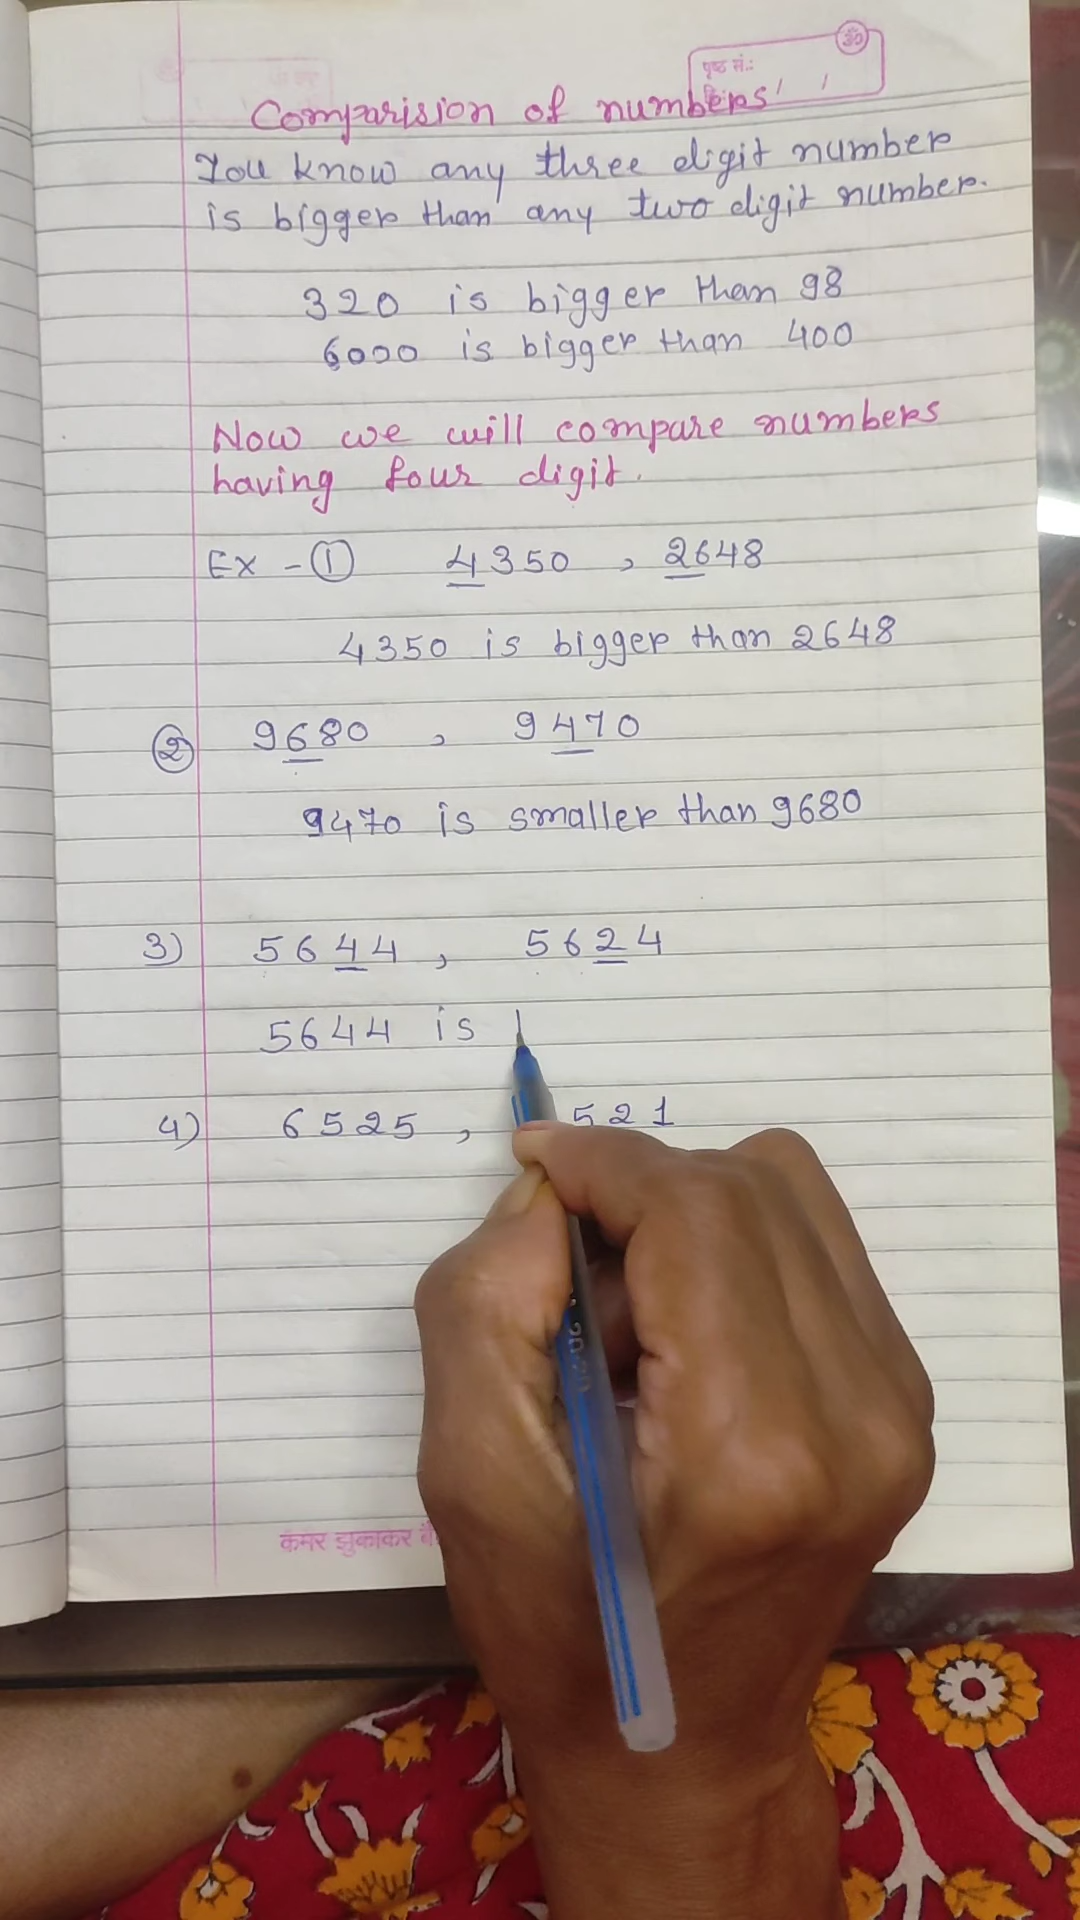 पृष्ठ सं.:
Comparision of numbers
You know any three digit number
is bigger than any two digit number.
320 is bigger than 98
6000 is bigger than 400
Now we will compare numbers
having four digit.
Ex - ① 4350 , 2648
4350 is bigger than 2648
② 9680 , 9470
9470 is smaller than 9680
3) 5644 , 5624
5644 is
4) 6525 , 521
कमर झुकाकर